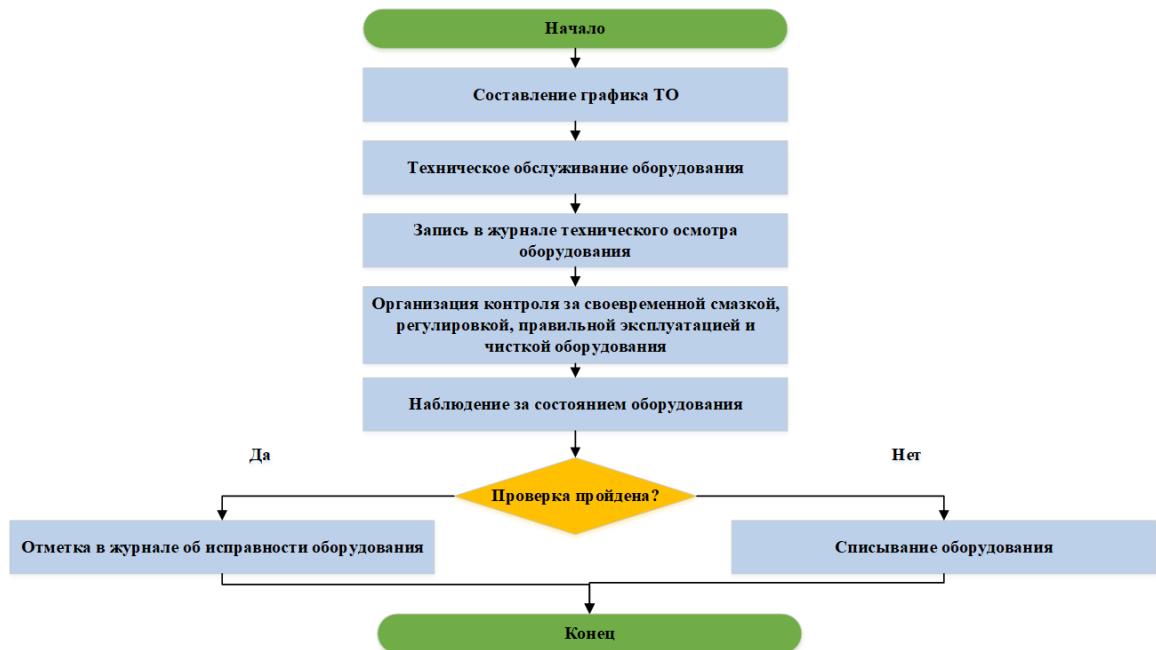 Начало
Составление графика ТО
Техническое обслуживание оборудования
Запись в журнале технического осмотра
оборудования
Организация контроля за своевременной смазкой,
регулировкой, правильной эксплуатацией и
чисткой оборудования
Наблюдение за состоянием оборудования
Да
Нет
Проверка пройдена?
Отметка в журнале об исправности оборудования
Списывание оборудования
Конец